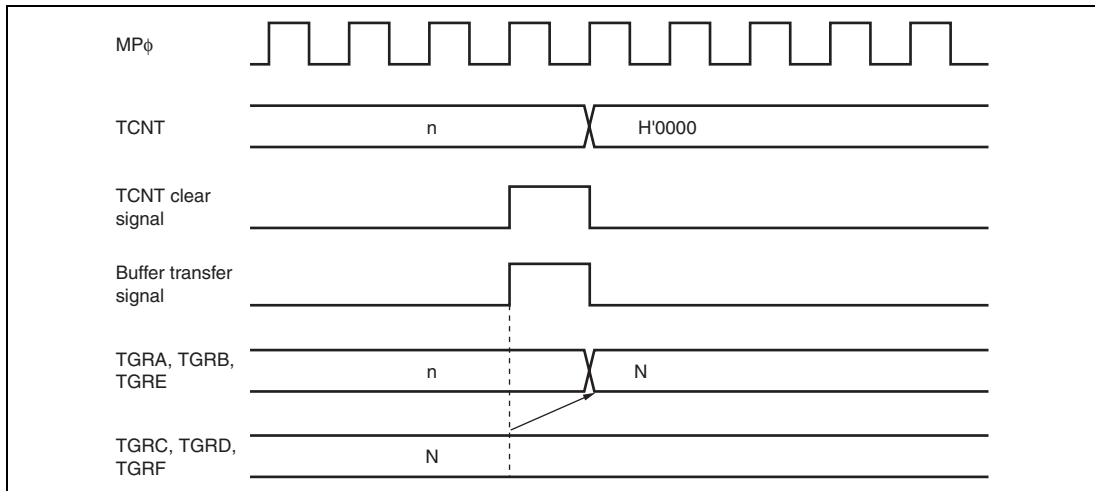 MPϕ
TCNT
n
H'0000
TCNT clear
signal
Buffer transfer
signal
TGRA, TGRB,
TGRE
n
N
TGRC, TGRD,
TGRF
N